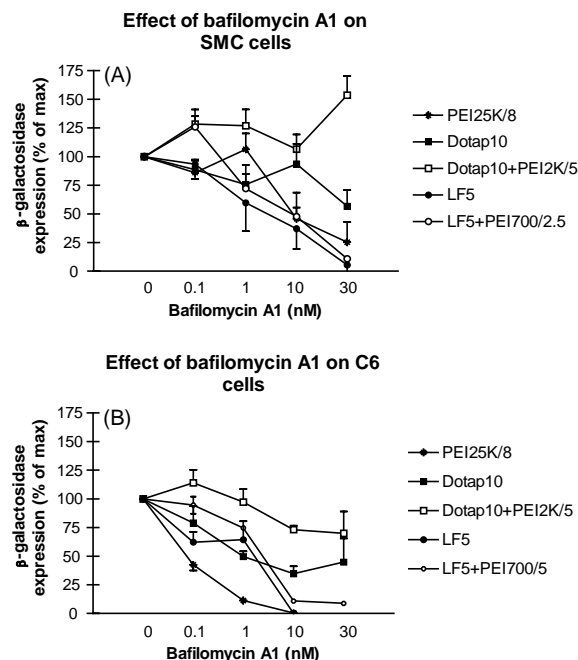 Effect of bafilomycin A1 on
SMC cells
(A)
β-galactosidase
expression (% of max)
175
150
125
100
75
50
25
0
0 0.1 1 10 30
Bafilomycin A1 (nM)
PEI25K/8
Dotap10
Dotap10+PEI2K/5
LF5
LF5+PEI700/2.5
Effect of bafilomycin A1 on C6
cells
(B)
β-galactosidase
expression (% of max)
175
150
125
100
75
50
25
0
0 0.1 1 10 30
Bafilomycin A1 (nM)
PEI25K/8
Dotap10
Dotap10+PEI2K/5
LF5
LF5+PEI700/5